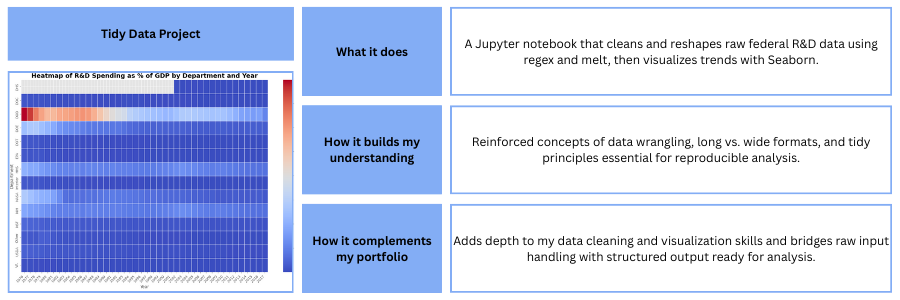 Tidy Data Project
Heatmap of R&D Spending as % of GDP by Department and Year
Department
Year
What it does
A Jupyter notebook that cleans and reshapes raw federal R&D data using
regex and melt, then visualizes trends with Seaborn.
How it builds my
understanding
Reinforced concepts of data wrangling, long vs. wide formats, and tidy
principles essential for reproducible analysis.
How it complements
my portfolio
Adds depth to my data cleaning and visualization skills and bridges raw input
handling with structured output ready for analysis.